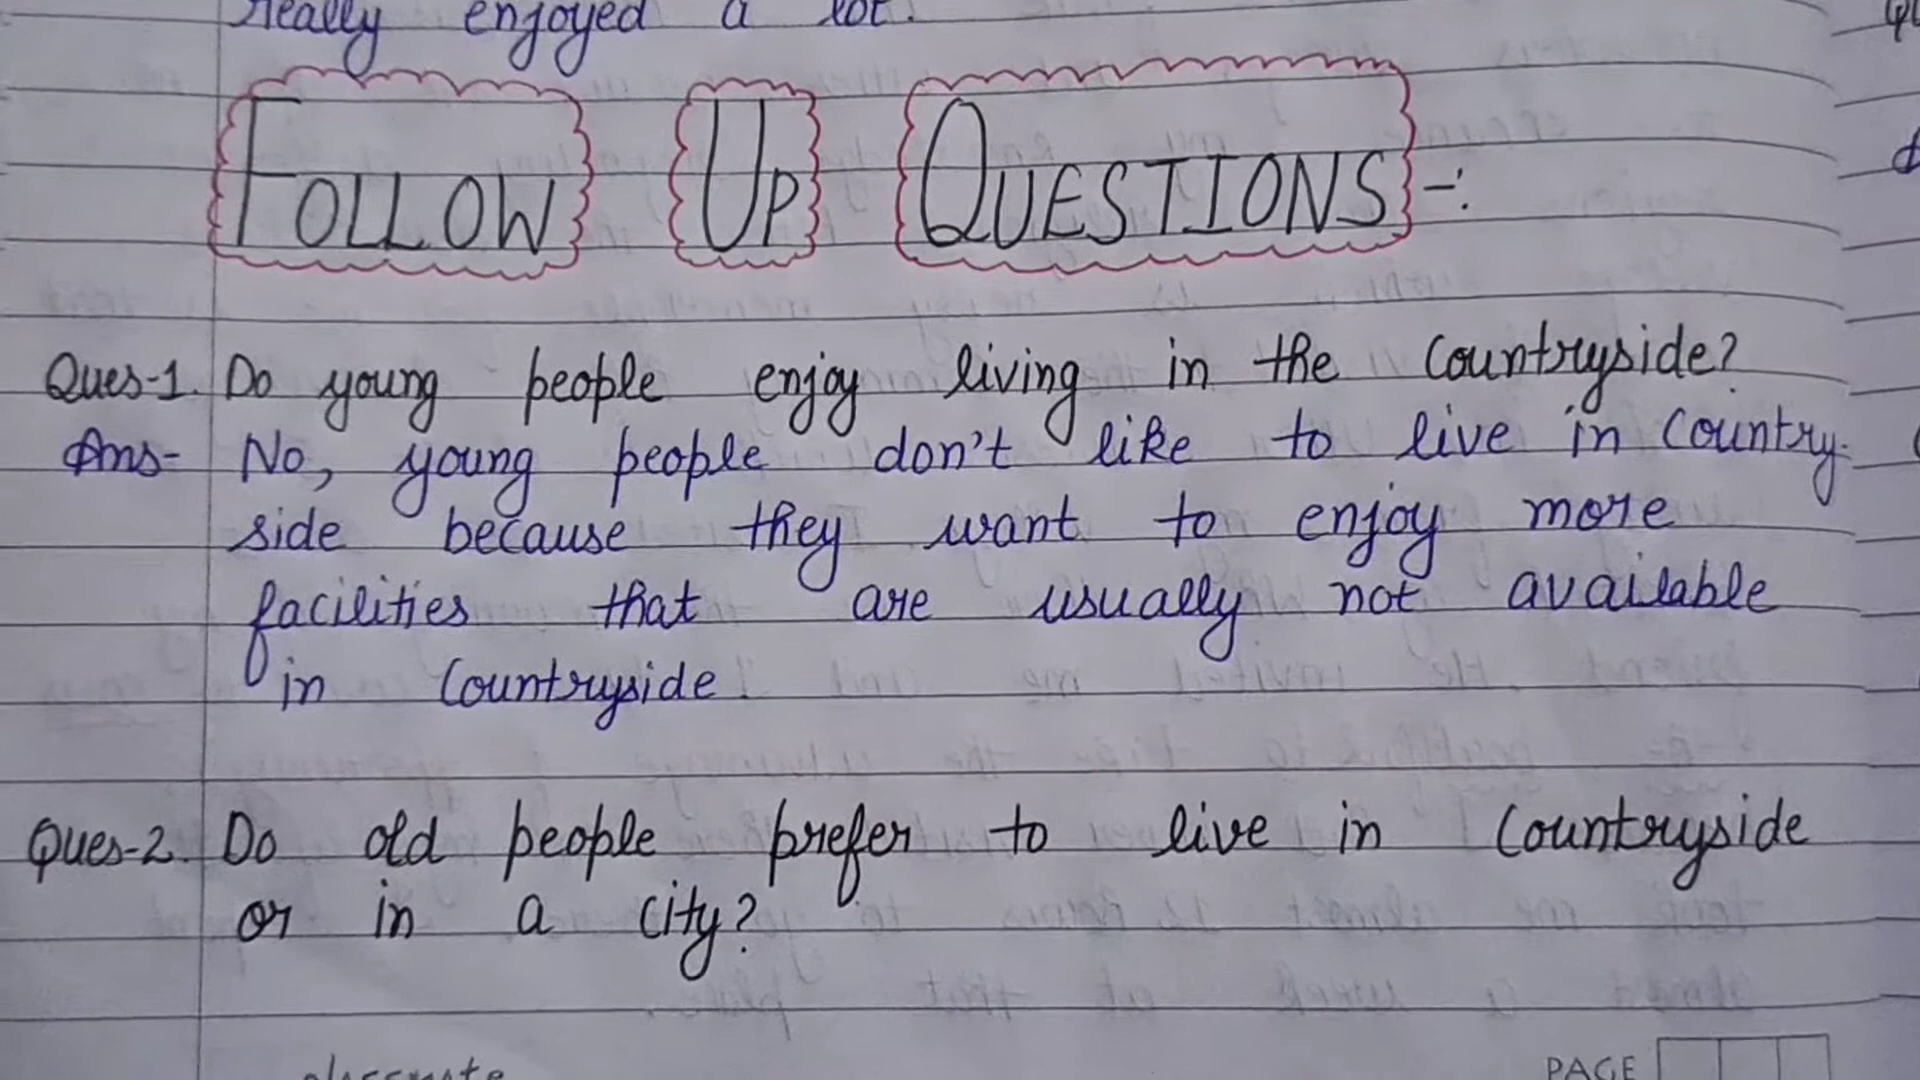 really enjoyed a lot.
FOLLOW UP QUESTIONS -:
Ques-1. Do young people enjoy living in the Countryside?
Ans- No, young people don't like to live in Country-
side because they want to enjoy more
facilities that are usually not available
in Countryside.
Ques-2. Do old people prefer to live in Countryside
or in a city?
classmate
PAGE